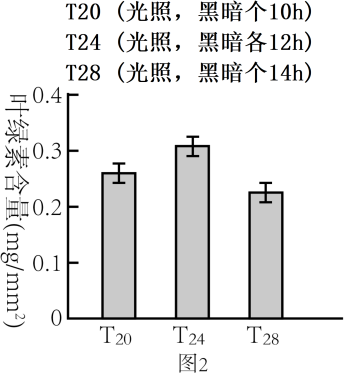 T20 (光照，黑暗个10h)
T24 (光照，黑暗各12h)
T28 (光照，黑暗个14h)
叶绿素含量(mg/mm²)
0.4
0.3
0.2
0.1
0
T₂₀ T₂₄ T₂₈
图2